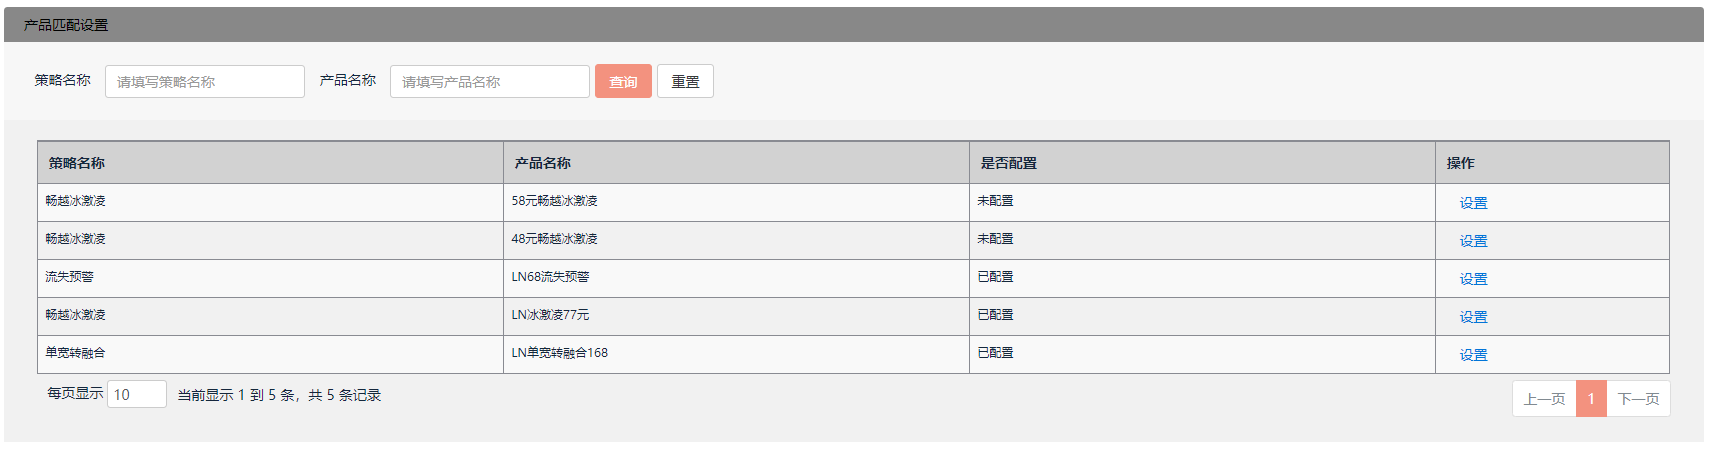 产品匹配设置
策略名称 请填写策略名称 产品名称 请填写产品名称 查询 重置
策略名称 产品名称 是否配置 操作
畅越冰激凌 58元畅越冰激凌 未配置 设置
畅越冰激凌 48元畅越冰激凌 未配置 设置
流失预警 LN68流失预警 已配置 设置
畅越冰激凌 LN冰激凌77元 已配置 设置
单宽转融合 LN单宽转融合168 已配置 设置
每页显示 10 当前显示 1 到 5 条，共 5 条记录 上一页 1 下一页